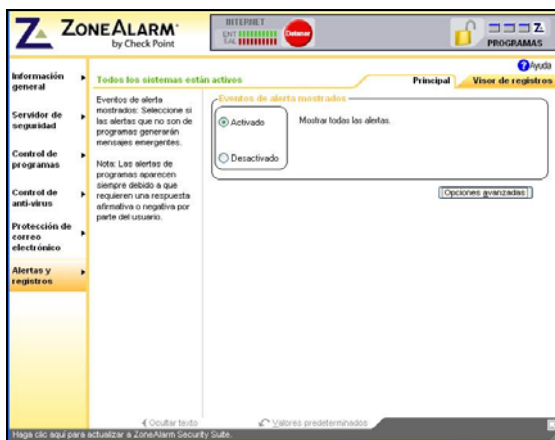 ZONEALARM
by Check Point
INTERNET
ENT
SAL
Detener
PROGRAMAS
Ayuda
Información general
Servidor de seguridad
Control de programas
Control de anti-virus
Protección de correo electrónico
Alertas y registros
Todos los sistemas están activos
Principal
Visor de registros
Eventos de alerta
mostrados: Seleccione si
las alertas que no son de
programas generarán
mensajes emergentes.
Nota: Las alertas de
programas aparecen
siempre debido a que
requieren una respuesta
afirmativa o negativa por
parte del usuario.
Eventos de alerta mostrados
Activado
Mostrar todas las alertas.
Desactivado
Opciones avanzadas
Ocultar texto
Valores predeterminados
Haga clic aquí para actualizar a ZoneAlarm Security Suite.